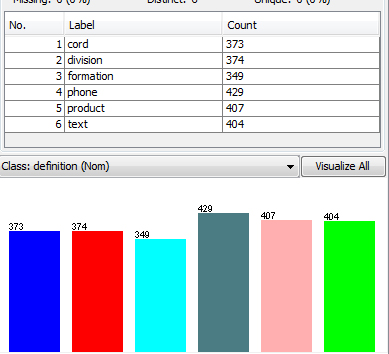 Missing: 0 (0%) Distinct: 6 Unique: 0 (0%)
No. Label Count
1 cord 373
2 division 374
3 formation 349
4 phone 429
5 product 407
6 text 404
Class: definition (Nom) Visualize All
373 374 349 429 407 404